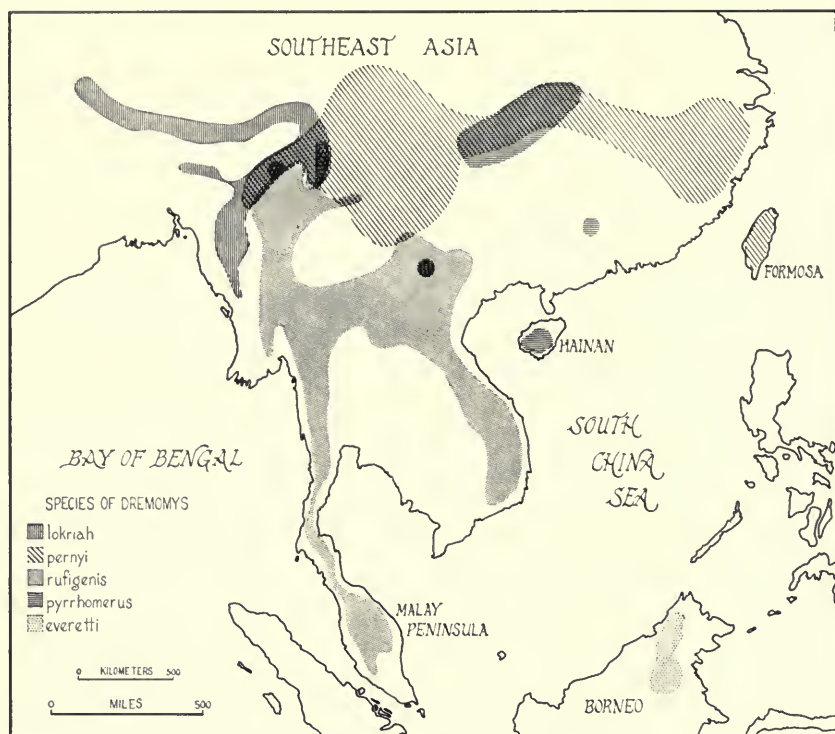 SOUTHEAST ASIA
FORMOSA
HAINAN
BAY OF BENGAL
SOUTH
CHINA
SEA
SPECIES OF DREMOMYS
lokriah
pernyi
rufigenis
pyrrhomerus
everetti
MALAY
PENINSULA
0 KILOMETERS 500
0 MILES 500
BORNEO